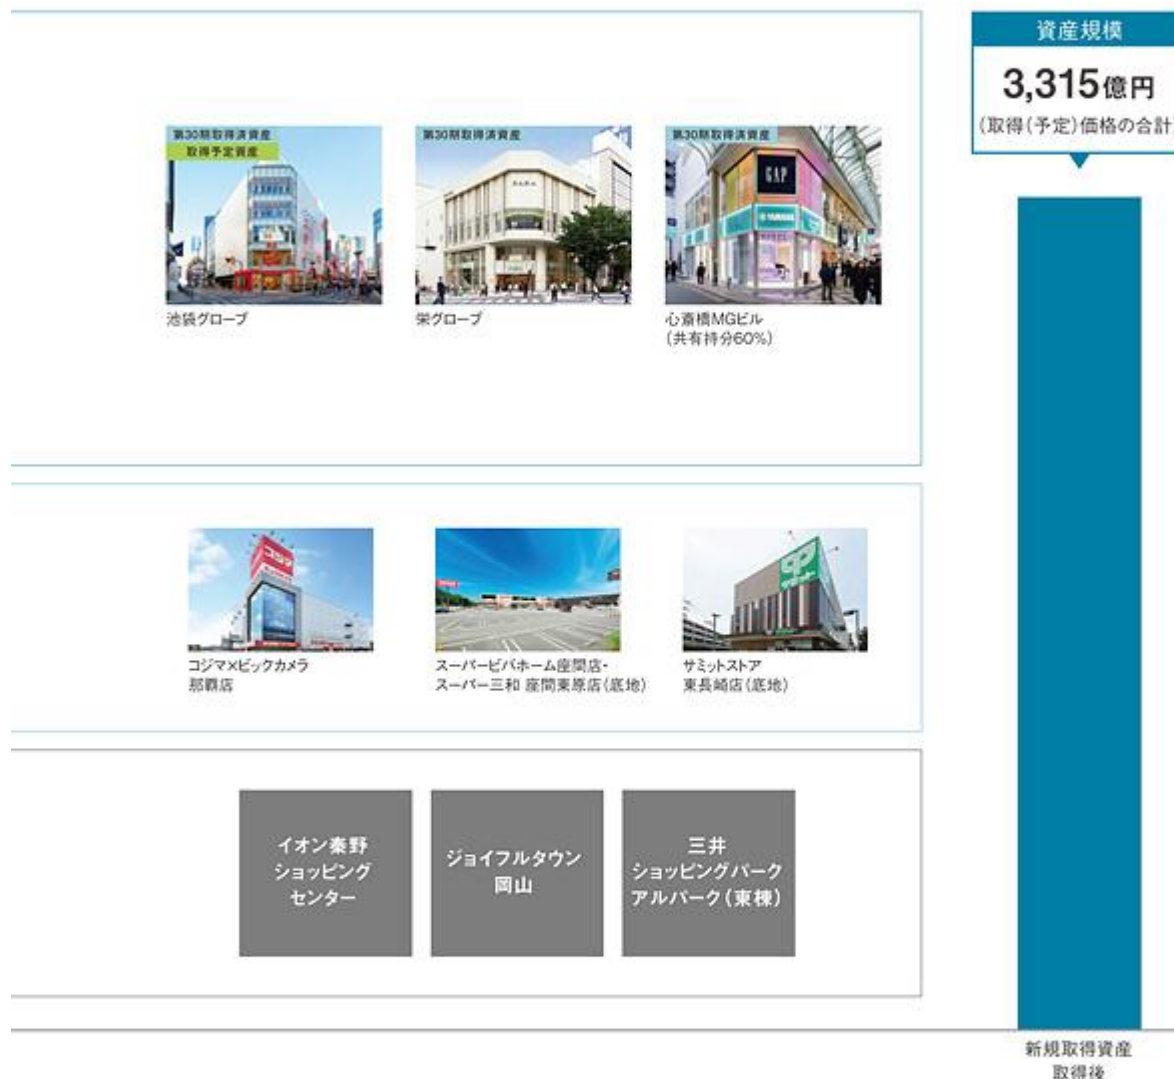 資産規模
3,315億円
(取得(予定)価格の合計)
第30期取得済資産
取得予定資産
第30期取得済資産
第30期取得済資産
GAP
YAMAHA
池袋グローブ
栄グローブ
心斎橋MGビル
(共有持分60%)
コジマ
サミット
コジマ×ビックカメラ
那覇店
スーパービバホーム座間店・
スーパー三和 座間東原店(底地)
サミットストア
東長崎店(底地)
イオン秦野
ショッピング
センター
ジョイフルタウン
岡山
三井
ショッピングパーク
アルパーク(東棟)
新規取得資産
取得後